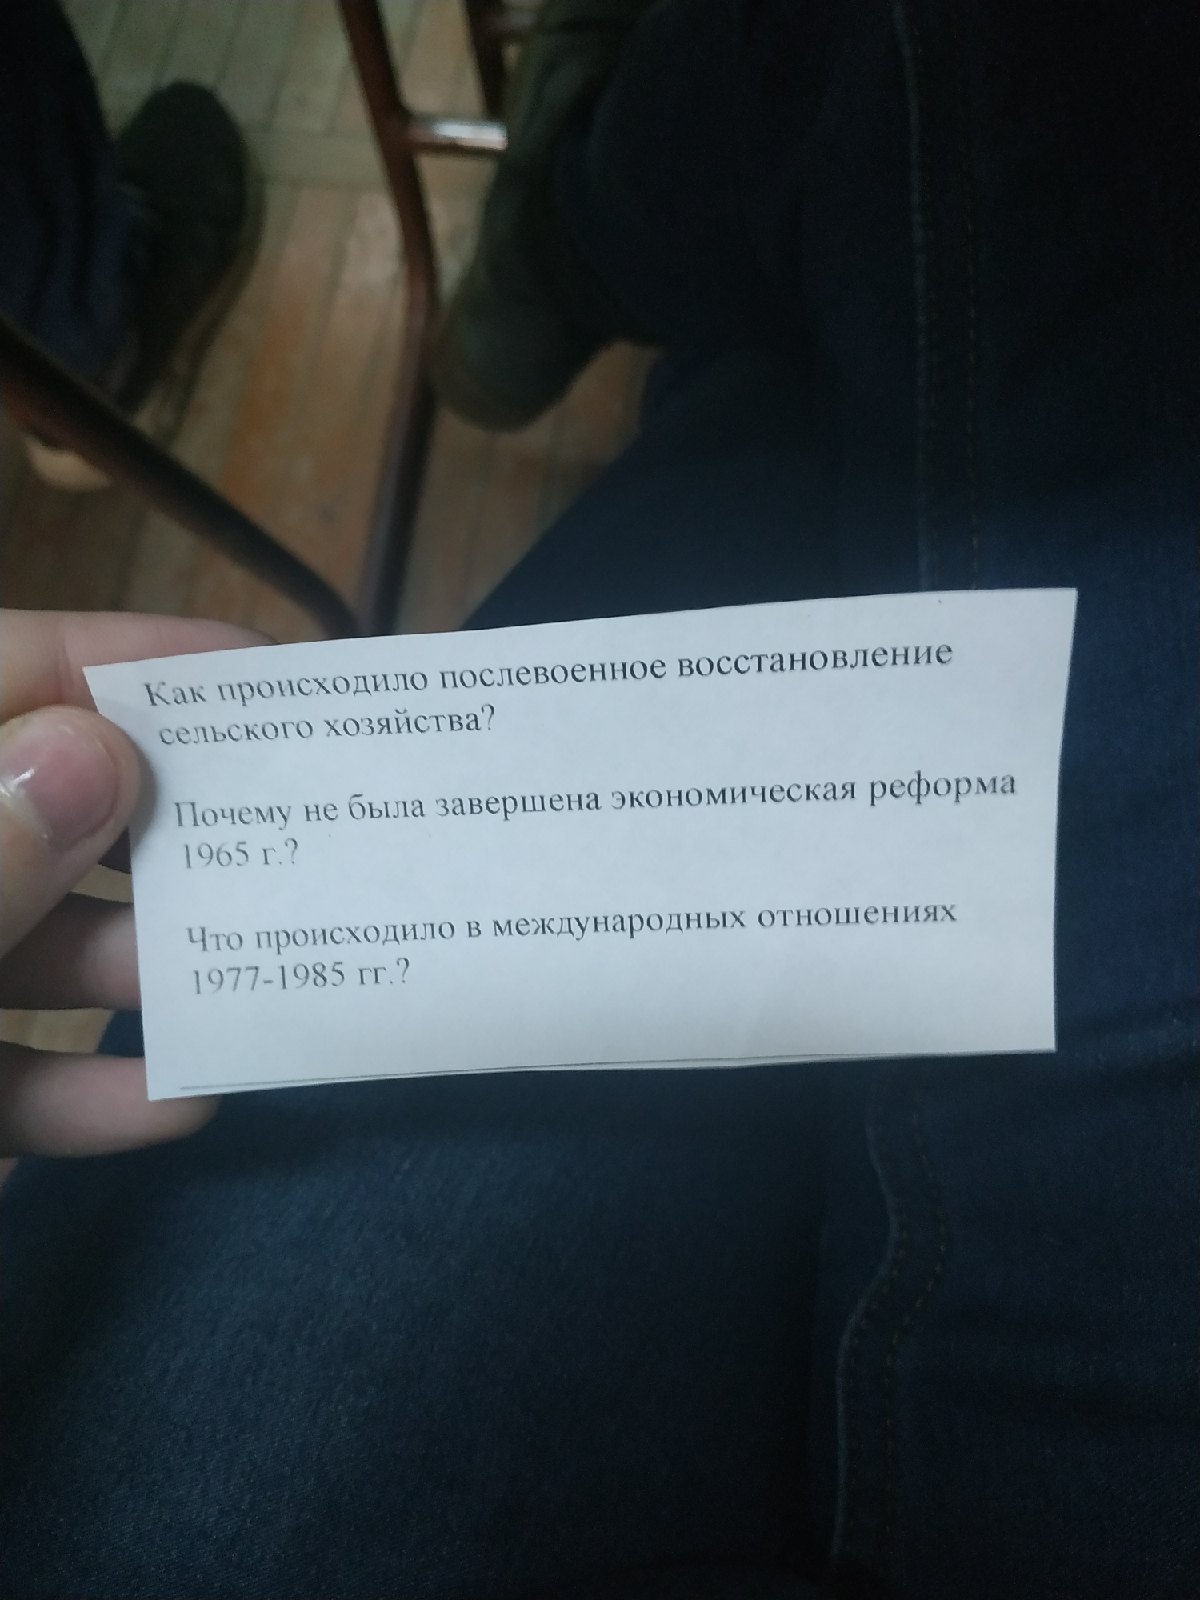 Как происходило послевоенное восстановление
сельского хозяйства?
Почему не была завершена экономическая реформа
1965 г.?
Что происходило в международных отношениях
1977-1985 гг.?